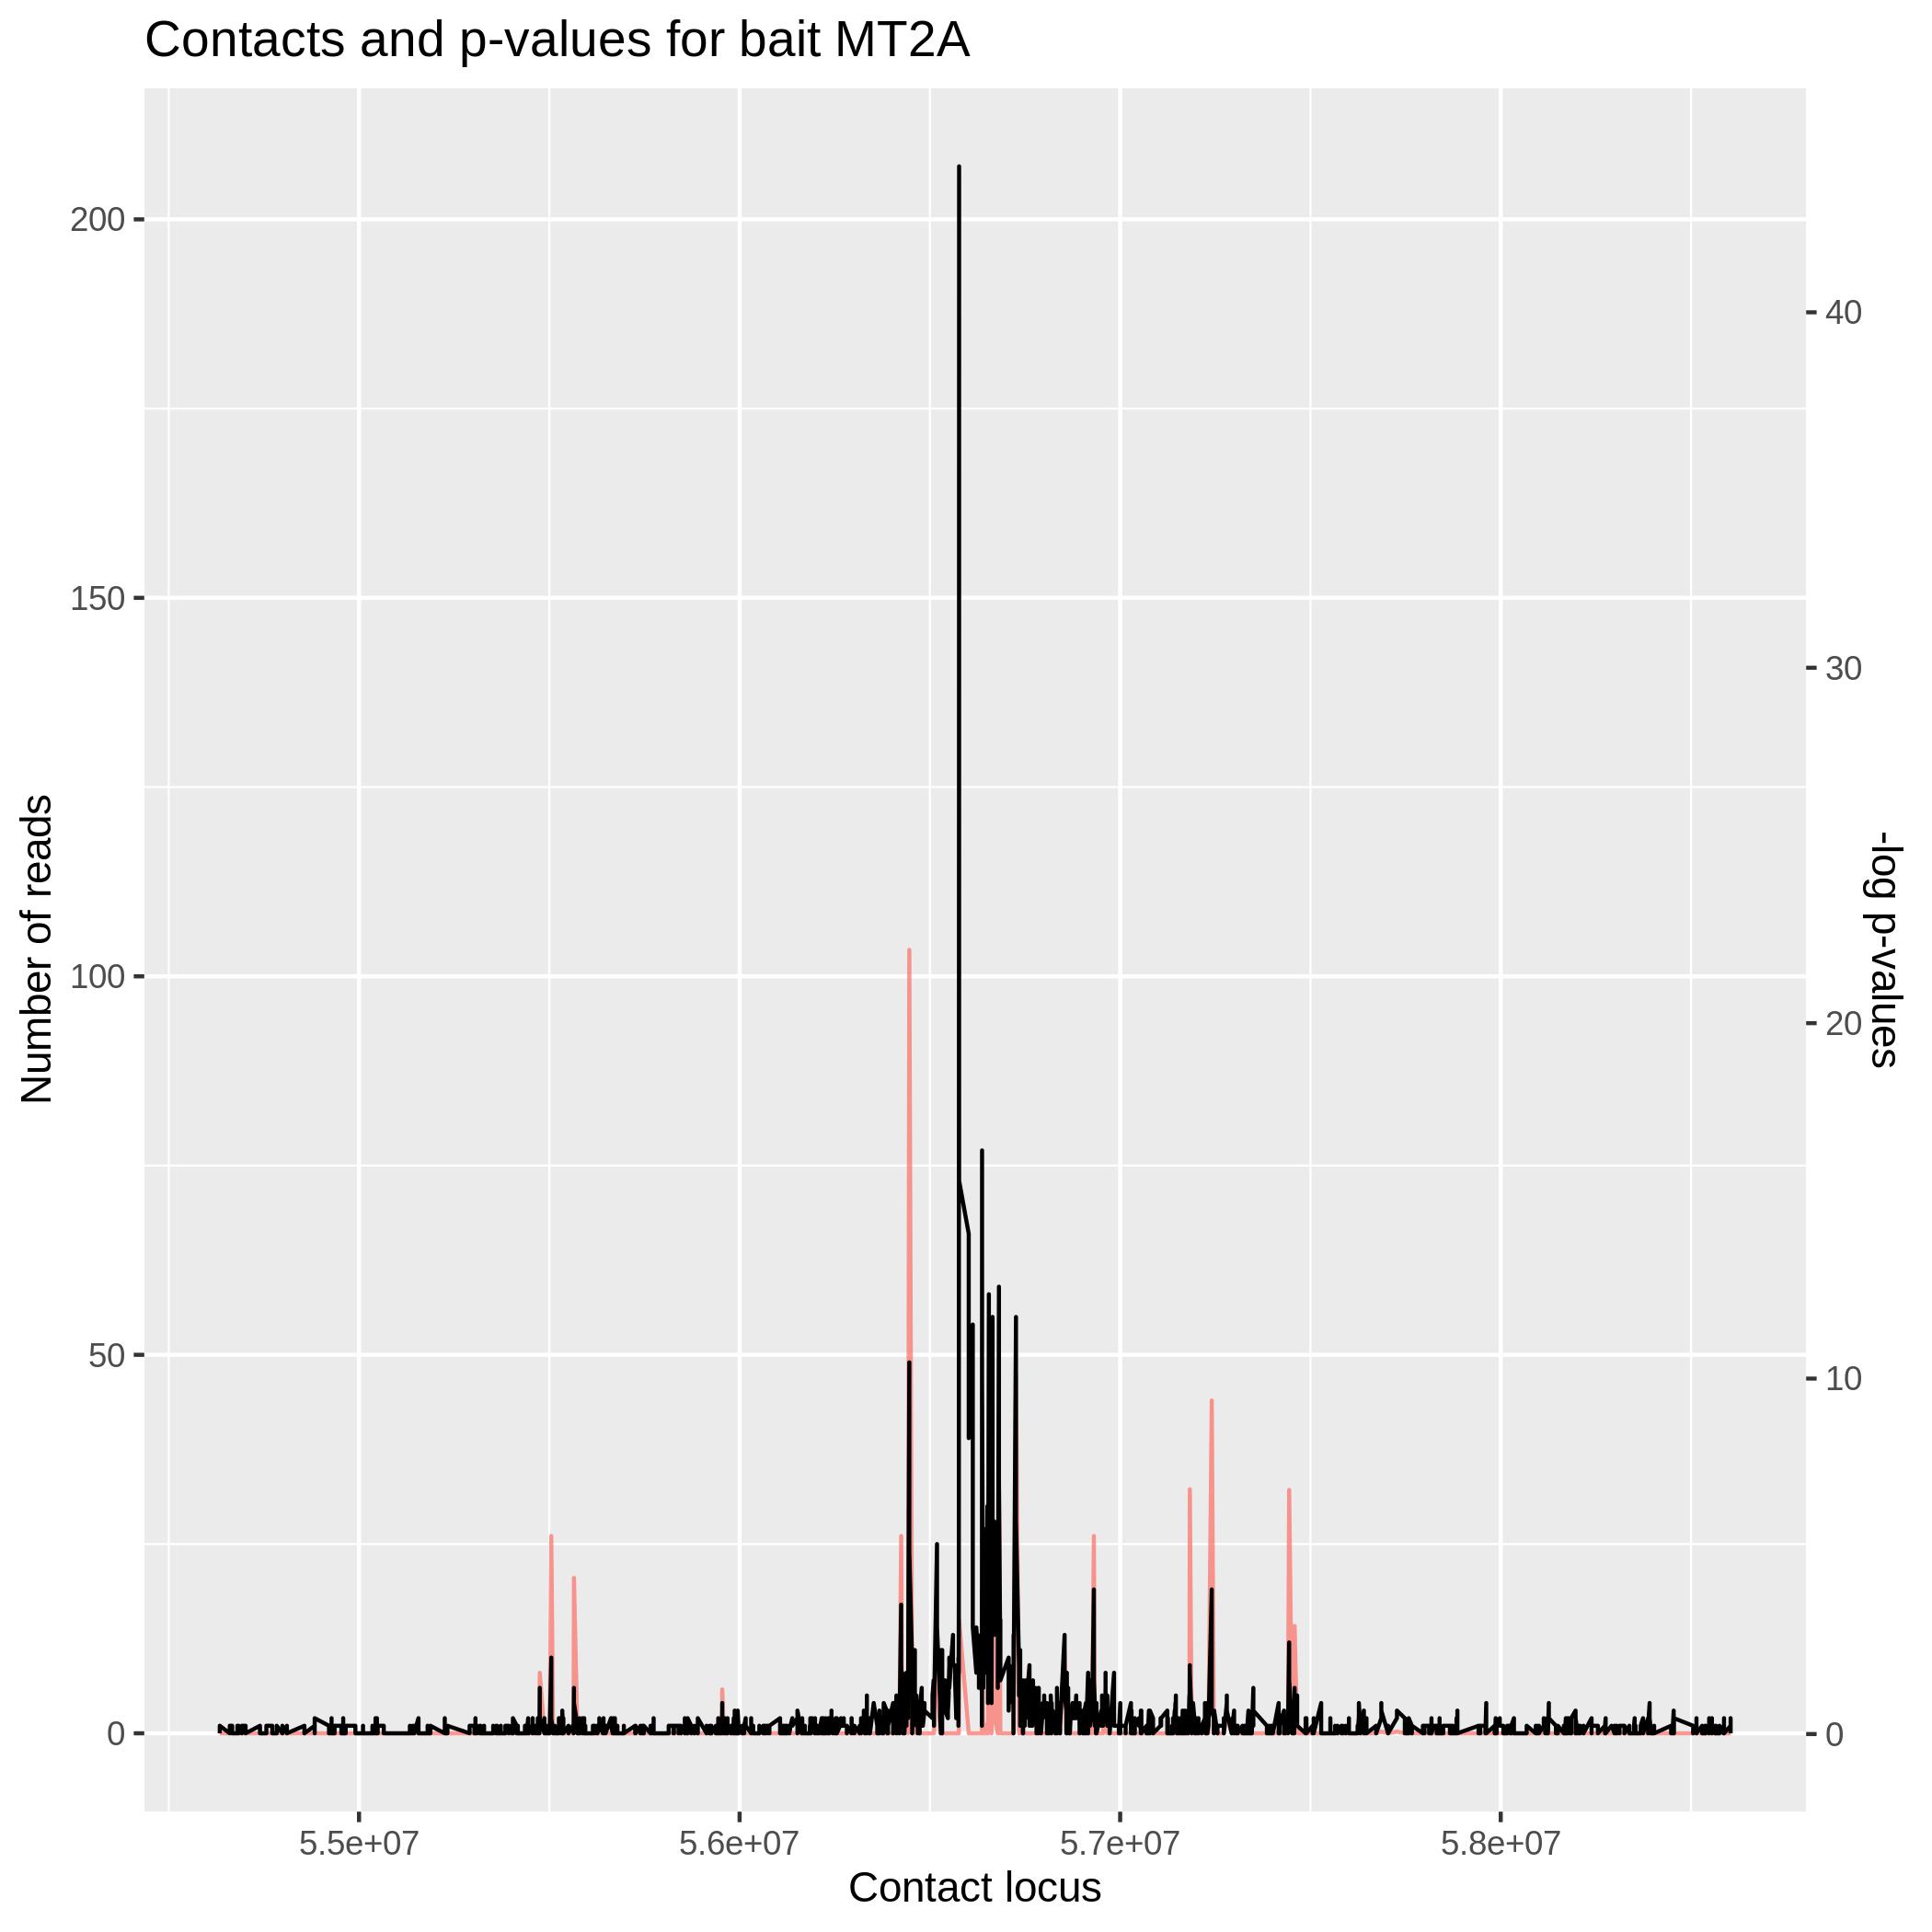 Contacts and p-values for bait MT2A
Number of reads
200
150
100
50
0
40
30
20
10
0
-log p-values
5.5e+07
5.6e+07
5.7e+07
5.8e+07
Contact locus